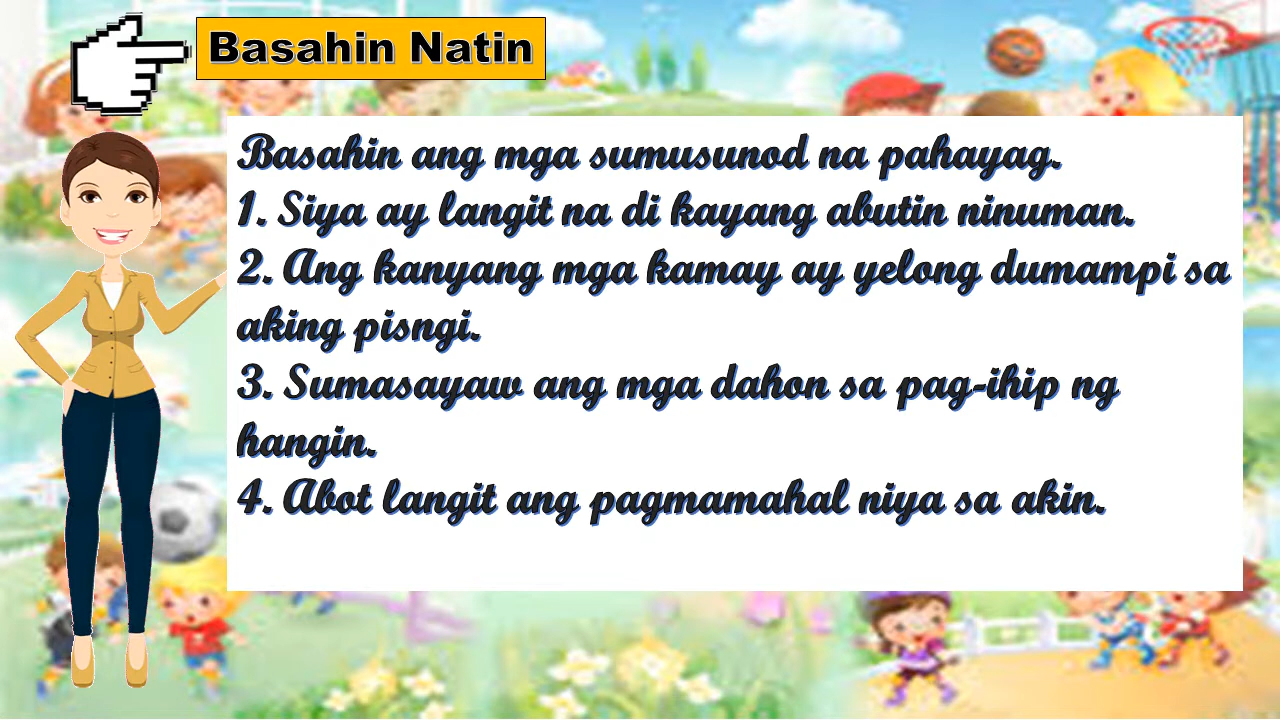 Basahin Natin
Basahin ang mga sumusunod na pahayag.
1. Siya ay langit na di kayang abutin ninuman.
2. Ang kanyang mga kamay ay yelong dumampi sa
aking pisngi.
3. Sumasayaw ang mga dahon sa pag-ihip ng
hangin.
4. Abot langit ang pagmamahal niya sa akin.